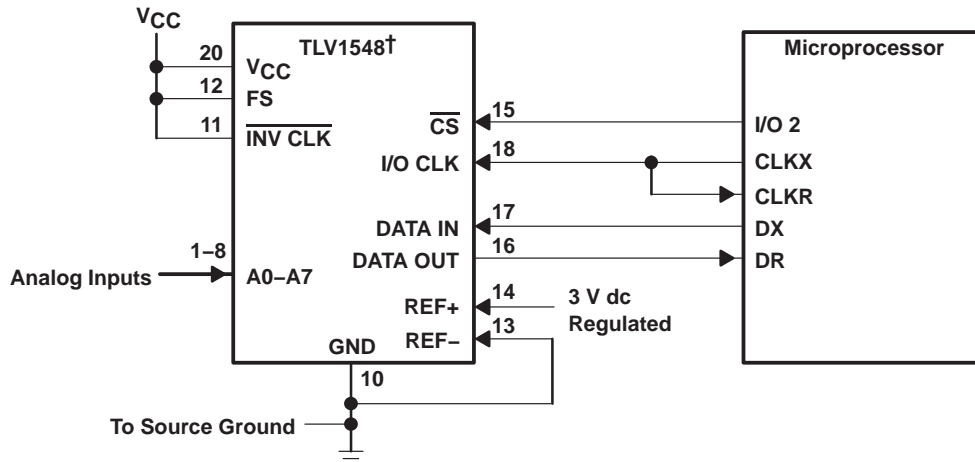 VCC
TLV1548†
Microprocessor
20
VCC
12
FS
11
INV CLK
15
CS
I/O 2
18
I/O CLK
CLKX
CLKR
17
DATA IN
DX
16
DATA OUT
DR
1–8
Analog Inputs
A0–A7
14
REF+
3 V dc
Regulated
13
REF–
GND
10
To Source Ground